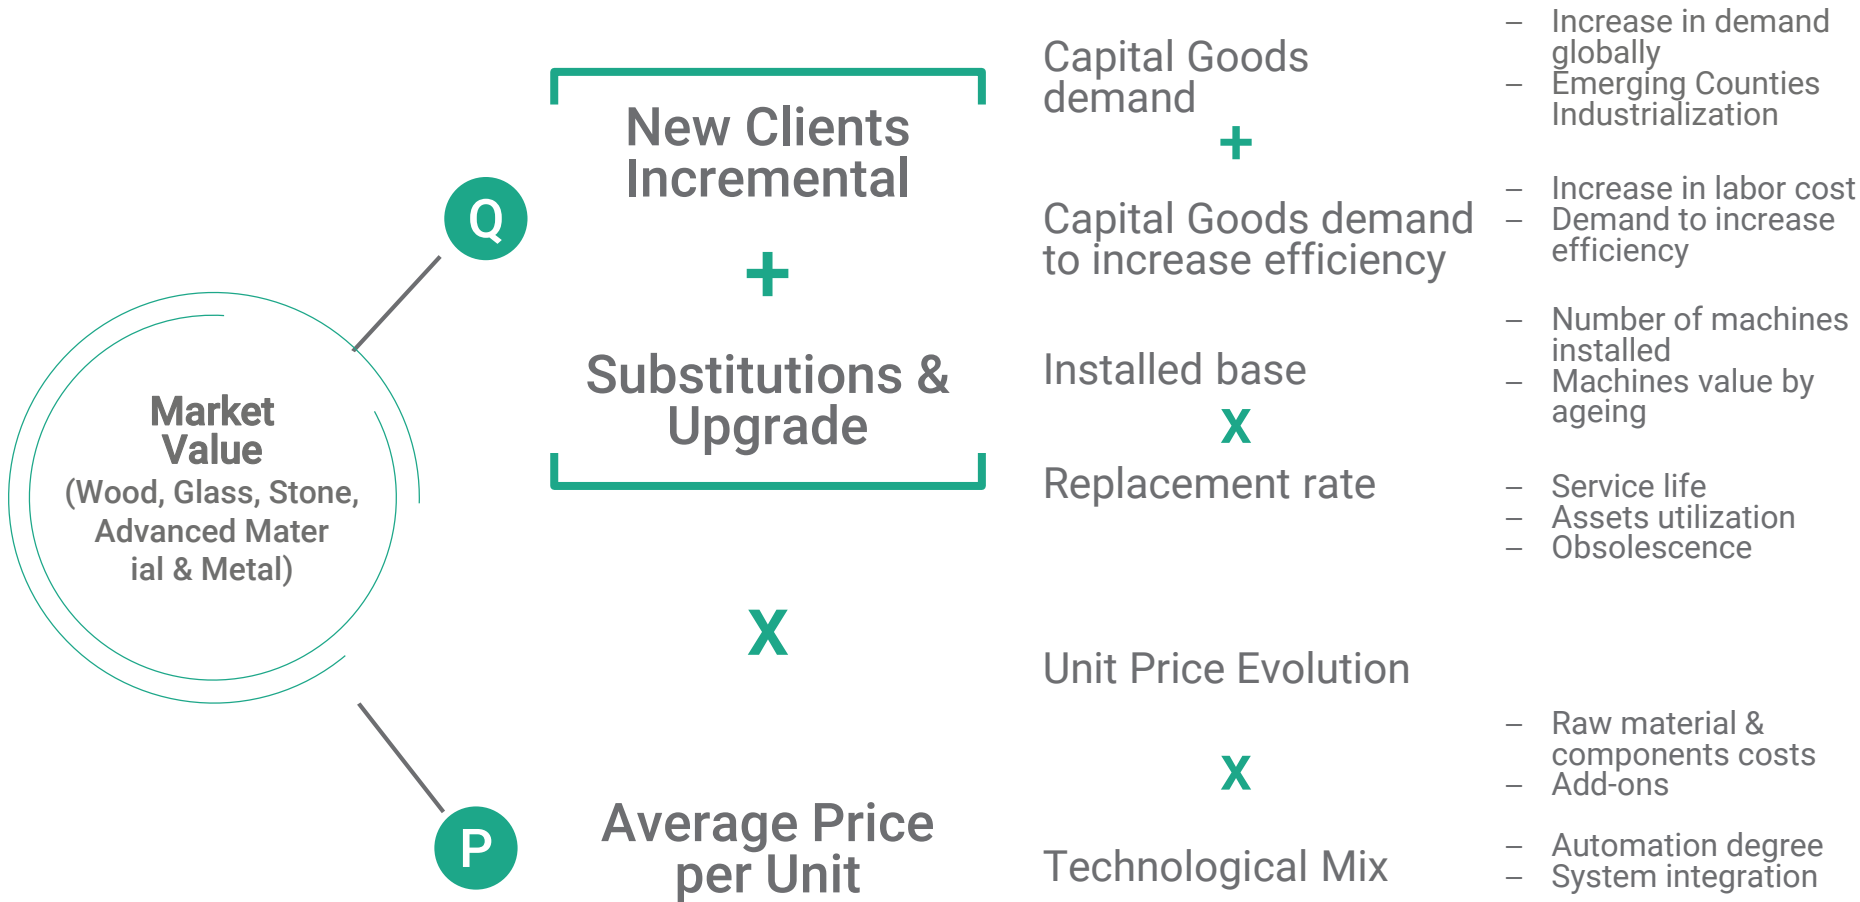 Market
Value
(Wood, Glass, Stone,
Advanced Mater
ial & Metal)
Q
New Clients
Incremental
+
Substitutions &
Upgrade
X
P
Average Price
per Unit
Capital Goods
demand
+
Capital Goods demand
to increase efficiency
Installed base
X
Replacement rate
Unit Price Evolution
X
Technological Mix
– Increase in demand
globally
– Emerging Counties
Industrialization
– Increase in labor cost
– Demand to increase
efficiency
– Number of machines
installed
– Machines value by
ageing
– Service life
– Assets utilization
– Obsolescence
– Raw material &
components costs
– Add-ons
– Automation degree
– System integration